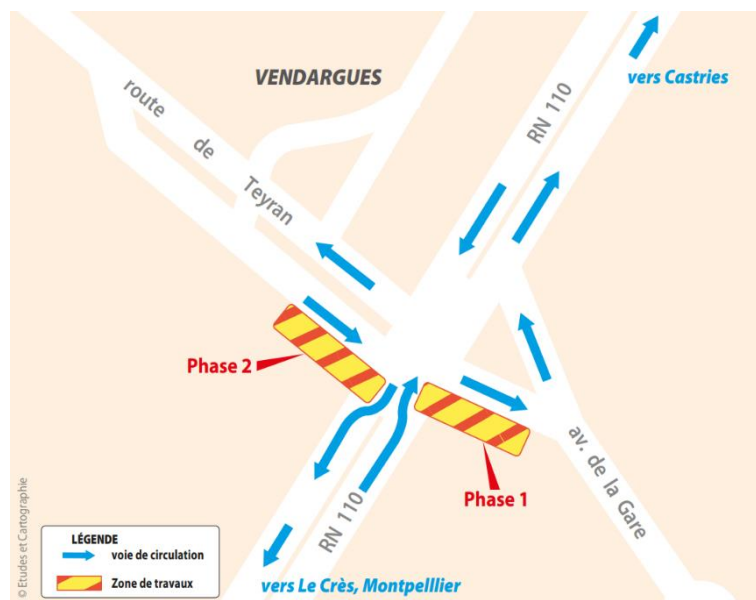 VENDARGUES
vers Castries
RN 110
route de Teyran
Phase 2
Phase 1
av. de la Gare
RN 110
vers Le Crès, Montpelllier
LÉGENDE
voie de circulation
Zone de travaux
© Etudes et Cartographie